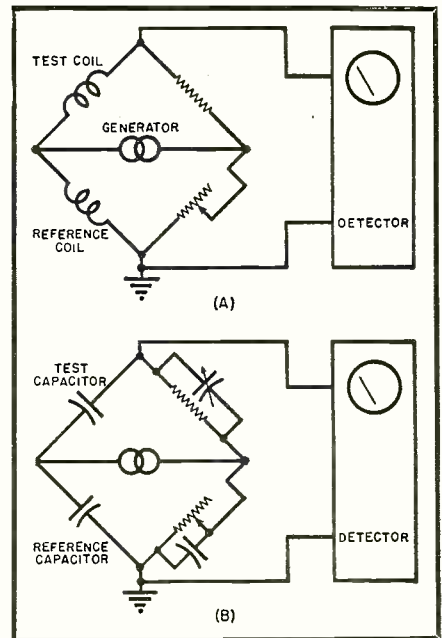 TEST COIL
GENERATOR
REFERENCE
COIL
DETECTOR
(A)
TEST
CAPACITOR
REFERENCE
CAPACITOR
DETECTOR
(B)